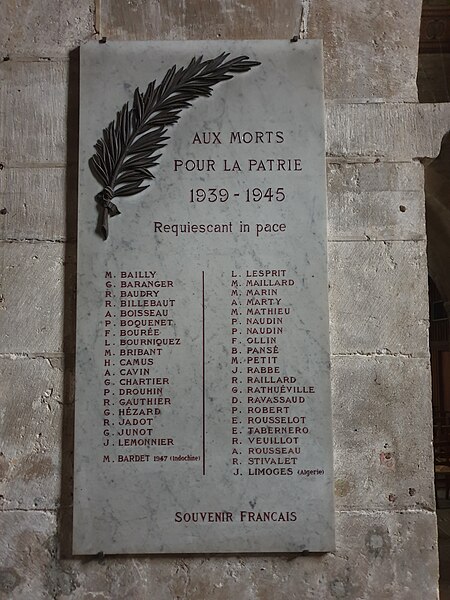 AUX MORTS
POUR LA PATRIE
1939 - 1945
Requiescant in pace
M. BAILLY
G. BARANGER
R. BAUDRY
R. BILLEBAUT
A. BOISSEAU
P. BOQUENET
F. BOURÉE
L. BOURNIQUEZ
M. BRIBANT
H. CAMUS
A. CAVIN
G. CHARTIER
P. DROUHIN
R. GAUTHIER
G. HÉZARD
R. JADOT
G. JUNOT
J. LEMONNIER
M. BARDET 1947 (Indochine)
L. LESPRIT
M. MAILLARD
M. MARIN
A. MARTY
M. MATHIEU
P. NAUDIN
P. NAUDIN
F. OLLIN
B. PANSÉ
M. PETIT
J. RABBE
R. RAILLARD
G. RATHUÉVILLE
D. RAVASSAUD
P. ROBERT
E. ROUSSELOT
E. TABERNERO
R. VEUILLOT
A. ROUSSEAU
R. STIVALET
J. LIMOGES (Algerie)
SOUVENIR FRANCAIS